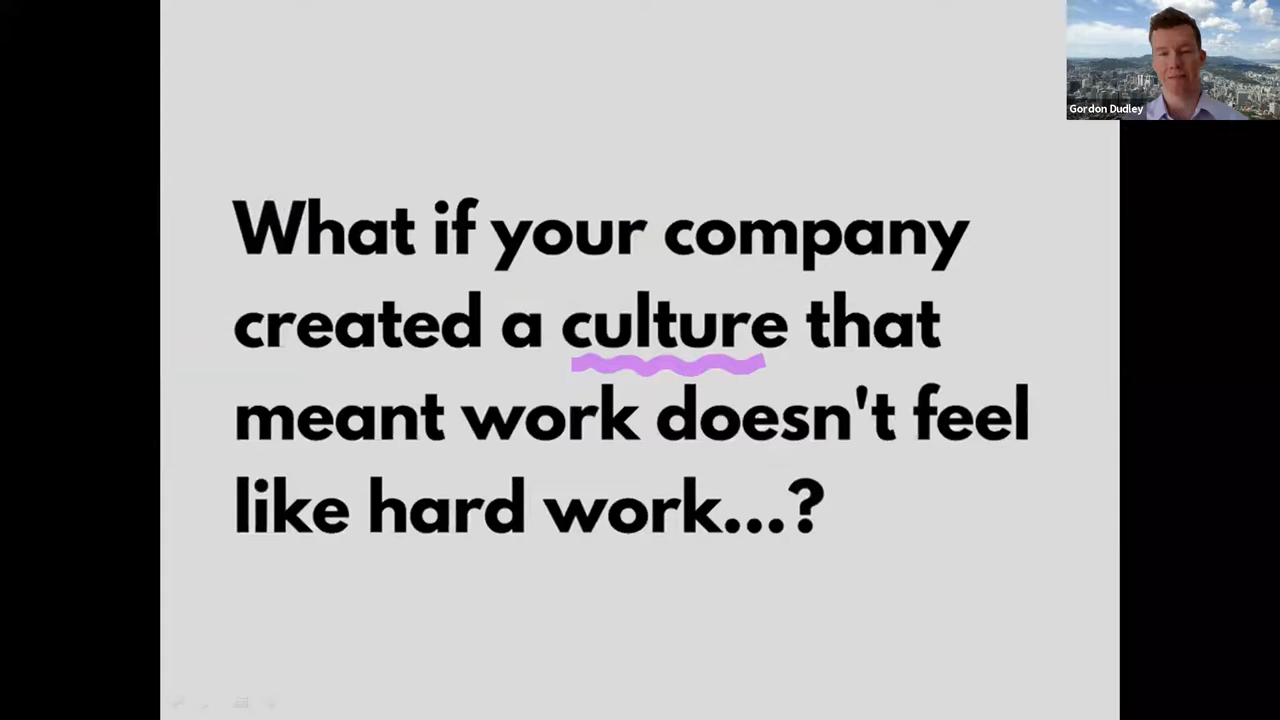 What if your company
created a culture that
meant work doesn't feel
like hard work...?
Gordon Dudley